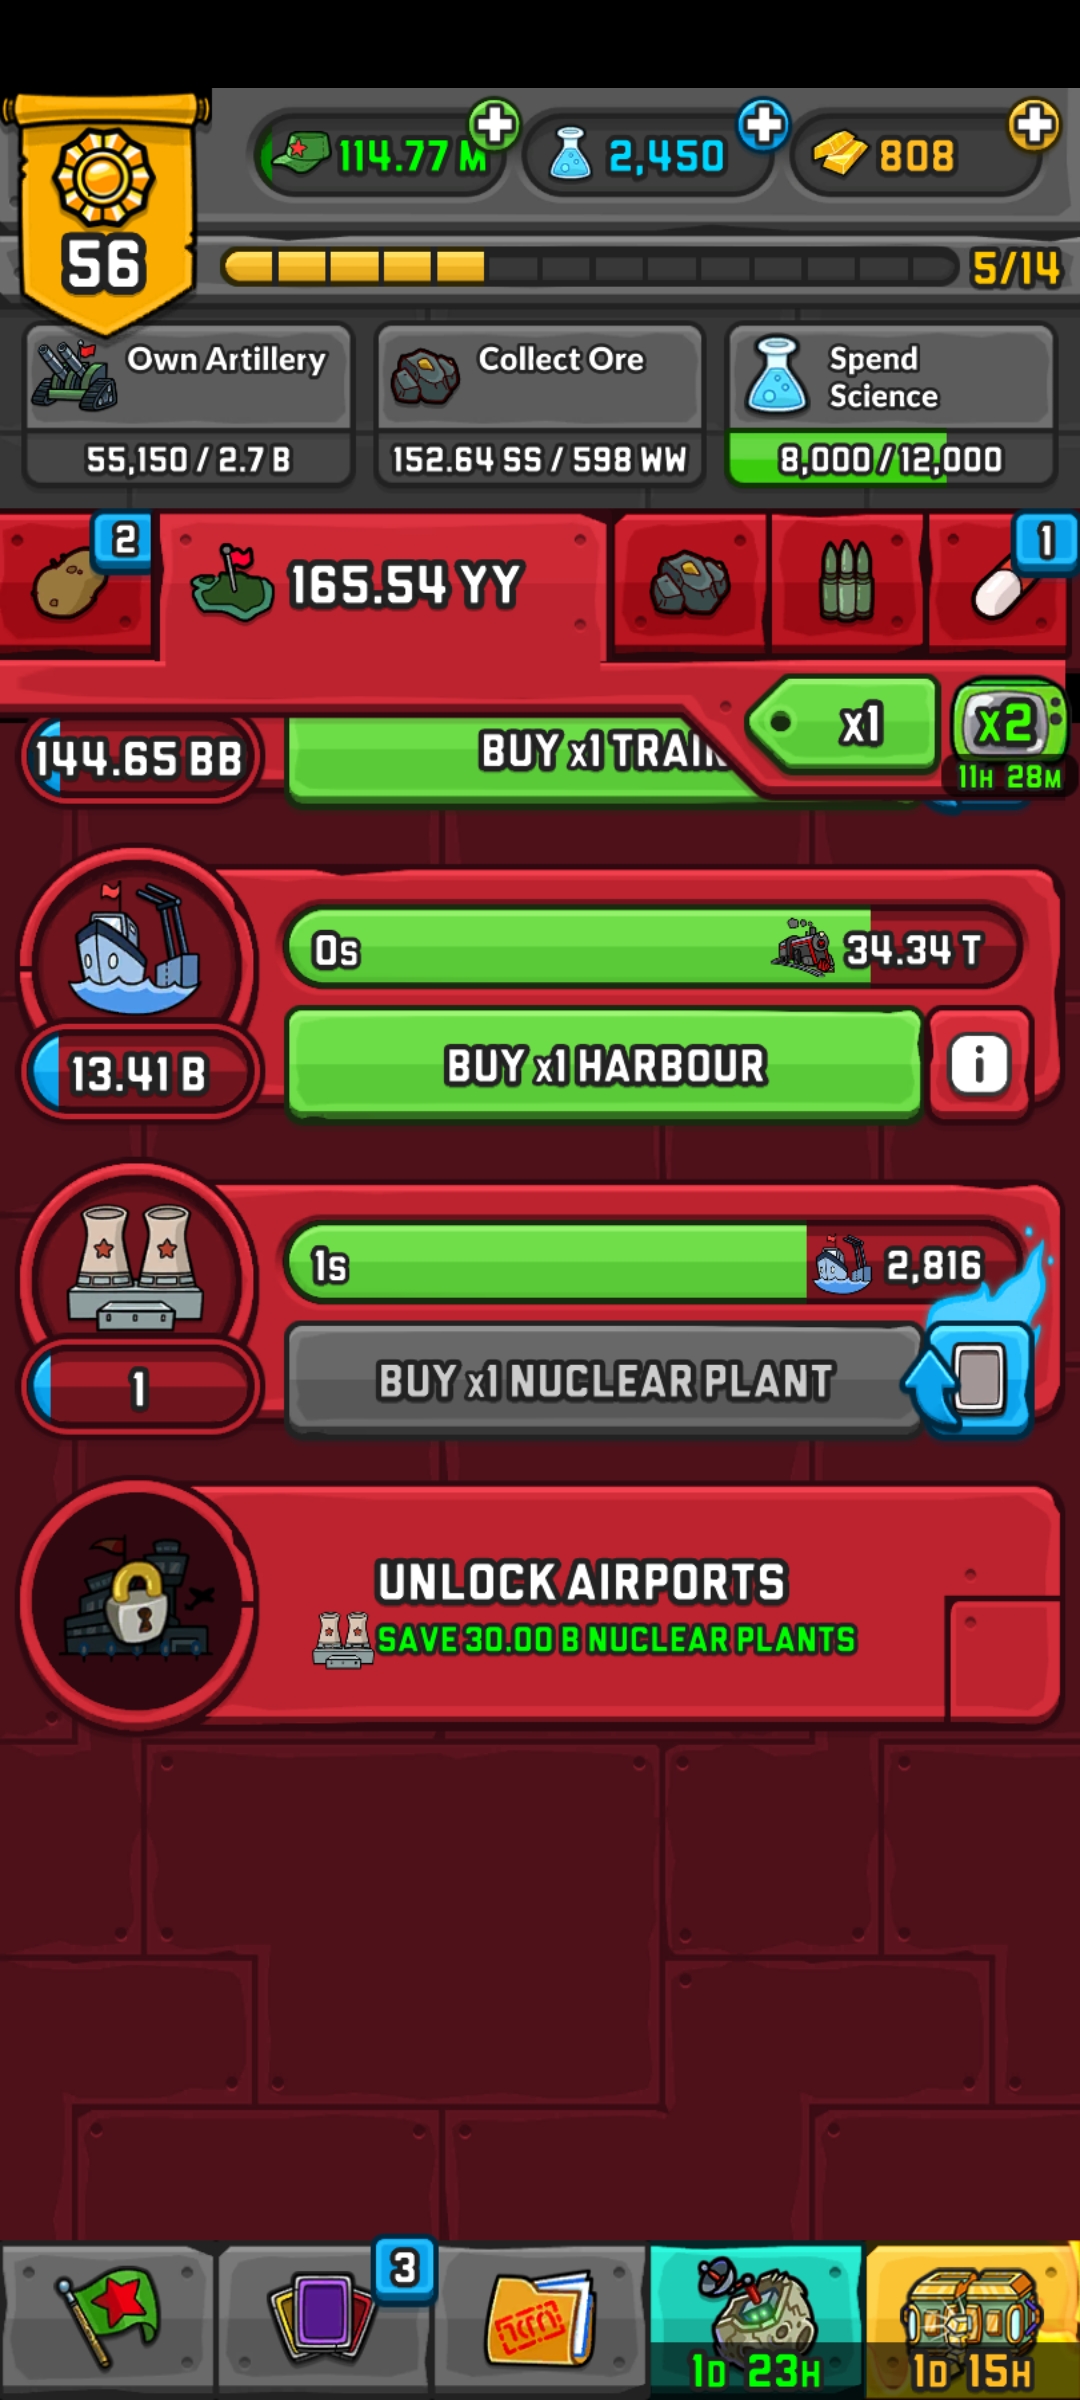 114.77 M
2,450
808
56
5/14
Own Artillery
Collect Ore
Spend
Science
55,150 / 2.7 B
152.64 SS / 598 WW
8,000 / 12,000
2
165.54 YY
1
x1
x2
11H 28M
144.65 BB
BUY x1 TRAIN
0s
34.34 T
13.41 B
BUY x1 HARBOUR
i
1s
2,816
1
BUY x1 NUCLEAR PLANT
UNLOCK AIRPORTS
SAVE 30.00 B NUCLEAR PLANTS
3
1D 23H
1D 15H